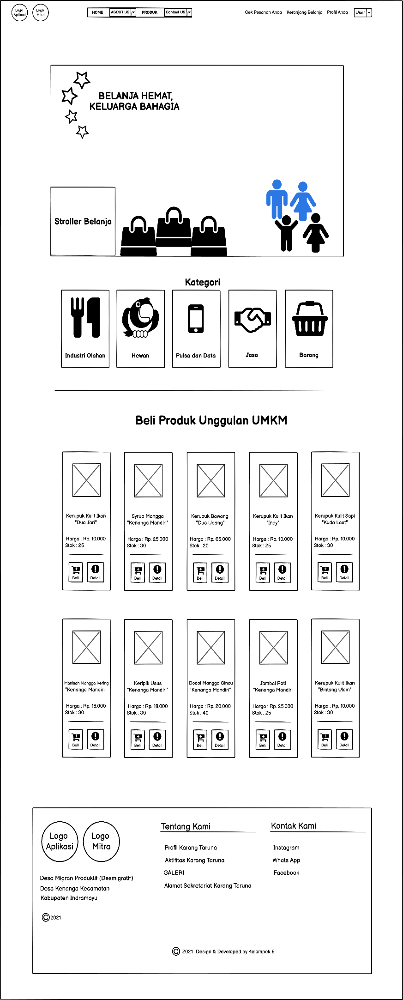 Logo
Aplikasi
Logo
Mitra
HOME
ABOUT US
PRODUK
Contact US
Cek Pesanan Anda
Keranjang Belanja
Profil Anda
User
BELANJA HEMAT,
KELUARGA BAHAGIA
Stroller Belanja
Kategori
Industri Olahan
Hewan
Pulsa dan Data
Jasa
Barang
Beli Produk Unggulan UMKM
Kerupuk Kulit Ikan
"Dua Jari"
Harga : Rp. 10.000
Stok : 25
Beli
Detail
Syrup Mangga
"Kenanga Mandiri"
Harga : Rp. 25.000
Stok : 30
Beli
Detail
Kerupuk Bawang
"Dua Udang"
Harga : Rp. 65.000
Stok : 20
Beli
Detail
Kerupuk Kulit Ikan
"Indy"
Harga : Rp. 10.000
Stok : 25
Beli
Detail
Kerupuk Kulit Sapi
"Kuda Laut"
Harga : Rp. 10.000
Stok : 30
Beli
Detail
Manisan Mangga Kering
"Kenanga Mandiri"
Harga : Rp. 18.000
Stok : 30
Beli
Detail
Keripik Usus
"Kenanga Mandiri"
Harga : Rp. 18.000
Stok : 30
Beli
Detail
Dodol Mangga Gincu
"Kenanga Mandiri"
Harga : Rp. 20.000
Stok : 40
Beli
Detail
Jambal Roti
"Kenanga Mandiri
Harga : Rp. 25.000
Stok : 25
Beli
Detail
Kerupuk Kulit Ikan
"Bintang Ulam"
Harga : Rp. 10.000
Stok : 30
Beli
Detail
Logo
Aplikasi
Logo
Mitra
Desa Migran Produktif (Desmigratif)
Desa Kenanga Kecamatan
Kabupaten Indramayu
© 2021
Tentang Kami
Profil Karang Taruna
Aktifitas Karang Taruna
GALERI
Alamat Sekretariat Karang Taruna
Kontak Kami
Instagram
Whats App
Facebook
© 2021 Design & Developed by Kelompok 6